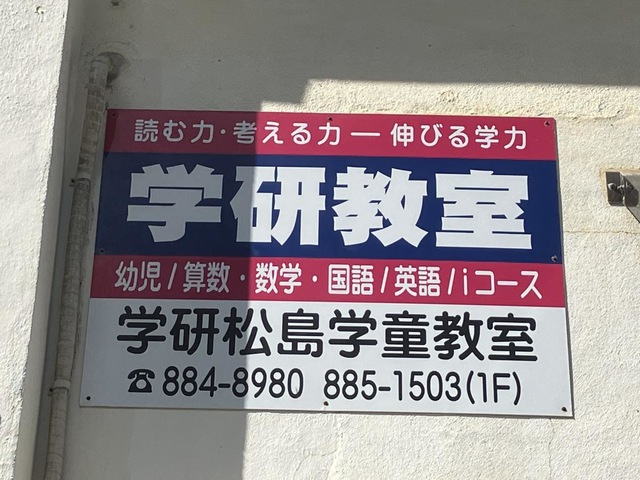 読む力・考える力 ― 伸びる学力
学研教室
幼児/算数・数学・国語/英語/iコース
学研松島学童教室
☎884-8980 885-1503(1F)